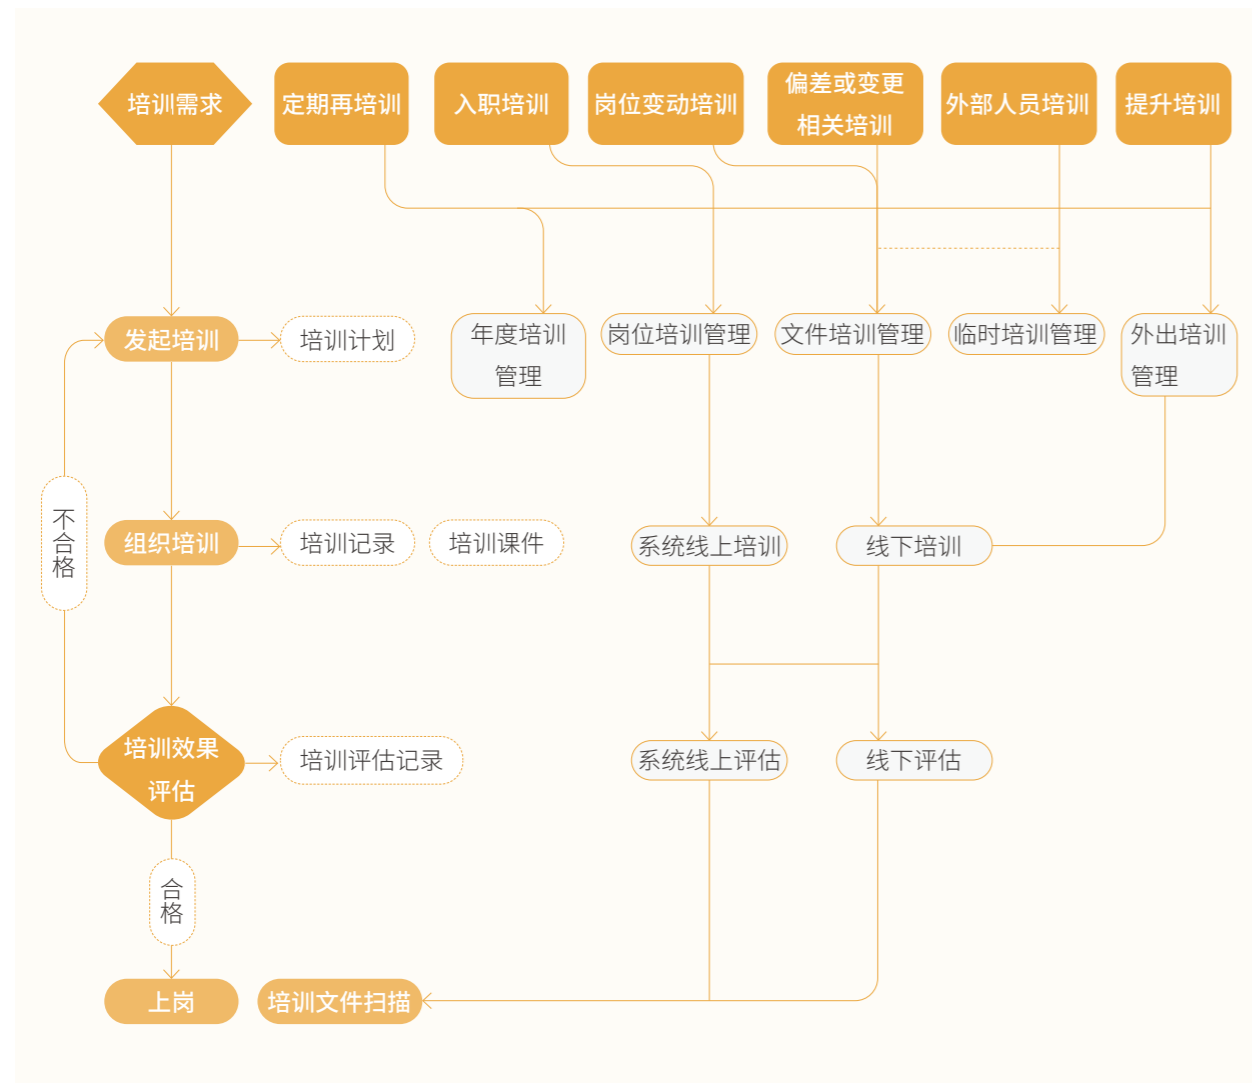 培训需求
定期再培训
入职培训
岗位变动培训
偏差或变更
相关培训
外部人员培训
提升培训
发起培训
培训计划
年度培训
管理
岗位培训管理
文件培训管理
临时培训管理
外出培训
管理
不合格
组织培训
培训记录
培训课件
系统线上培训
线下培训
培训效果
评估
培训评估记录
系统线上评估
线下评估
合格
上岗
培训文件扫描